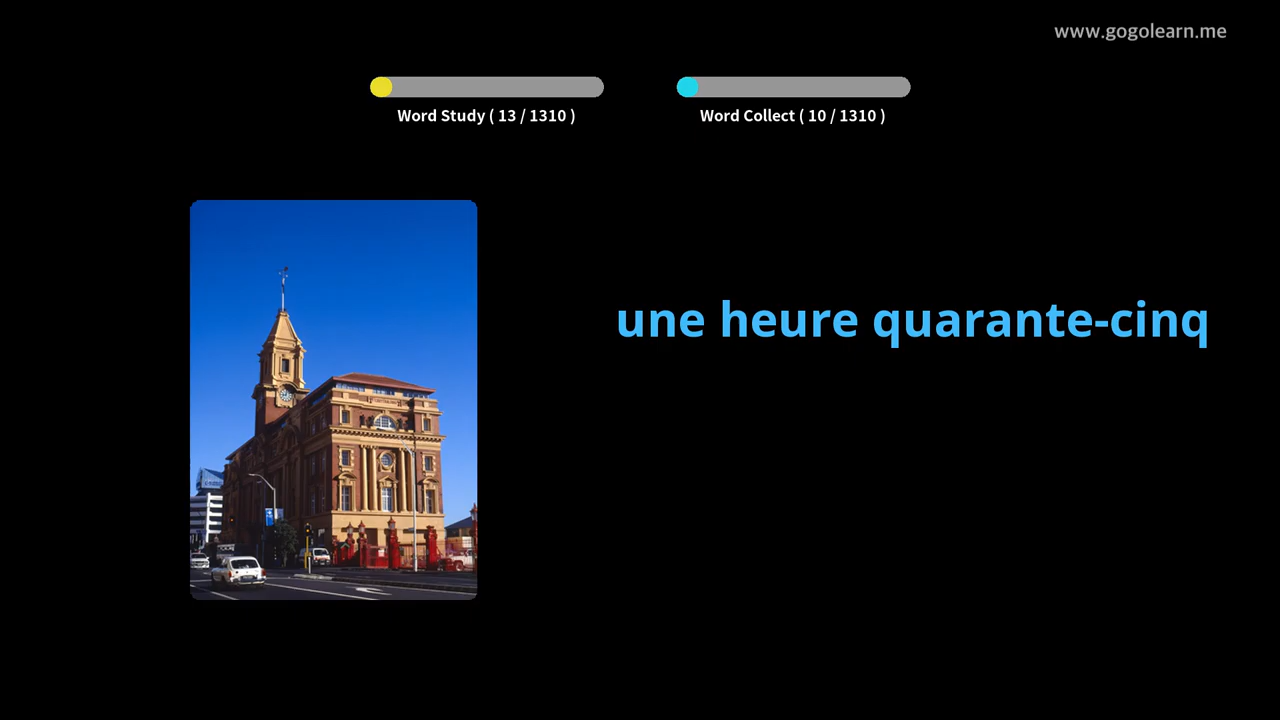 www.gogolearn.me
Word Study ( 13 / 1310 )
Word Collect ( 10 / 1310 )
une heure quarante-cinq